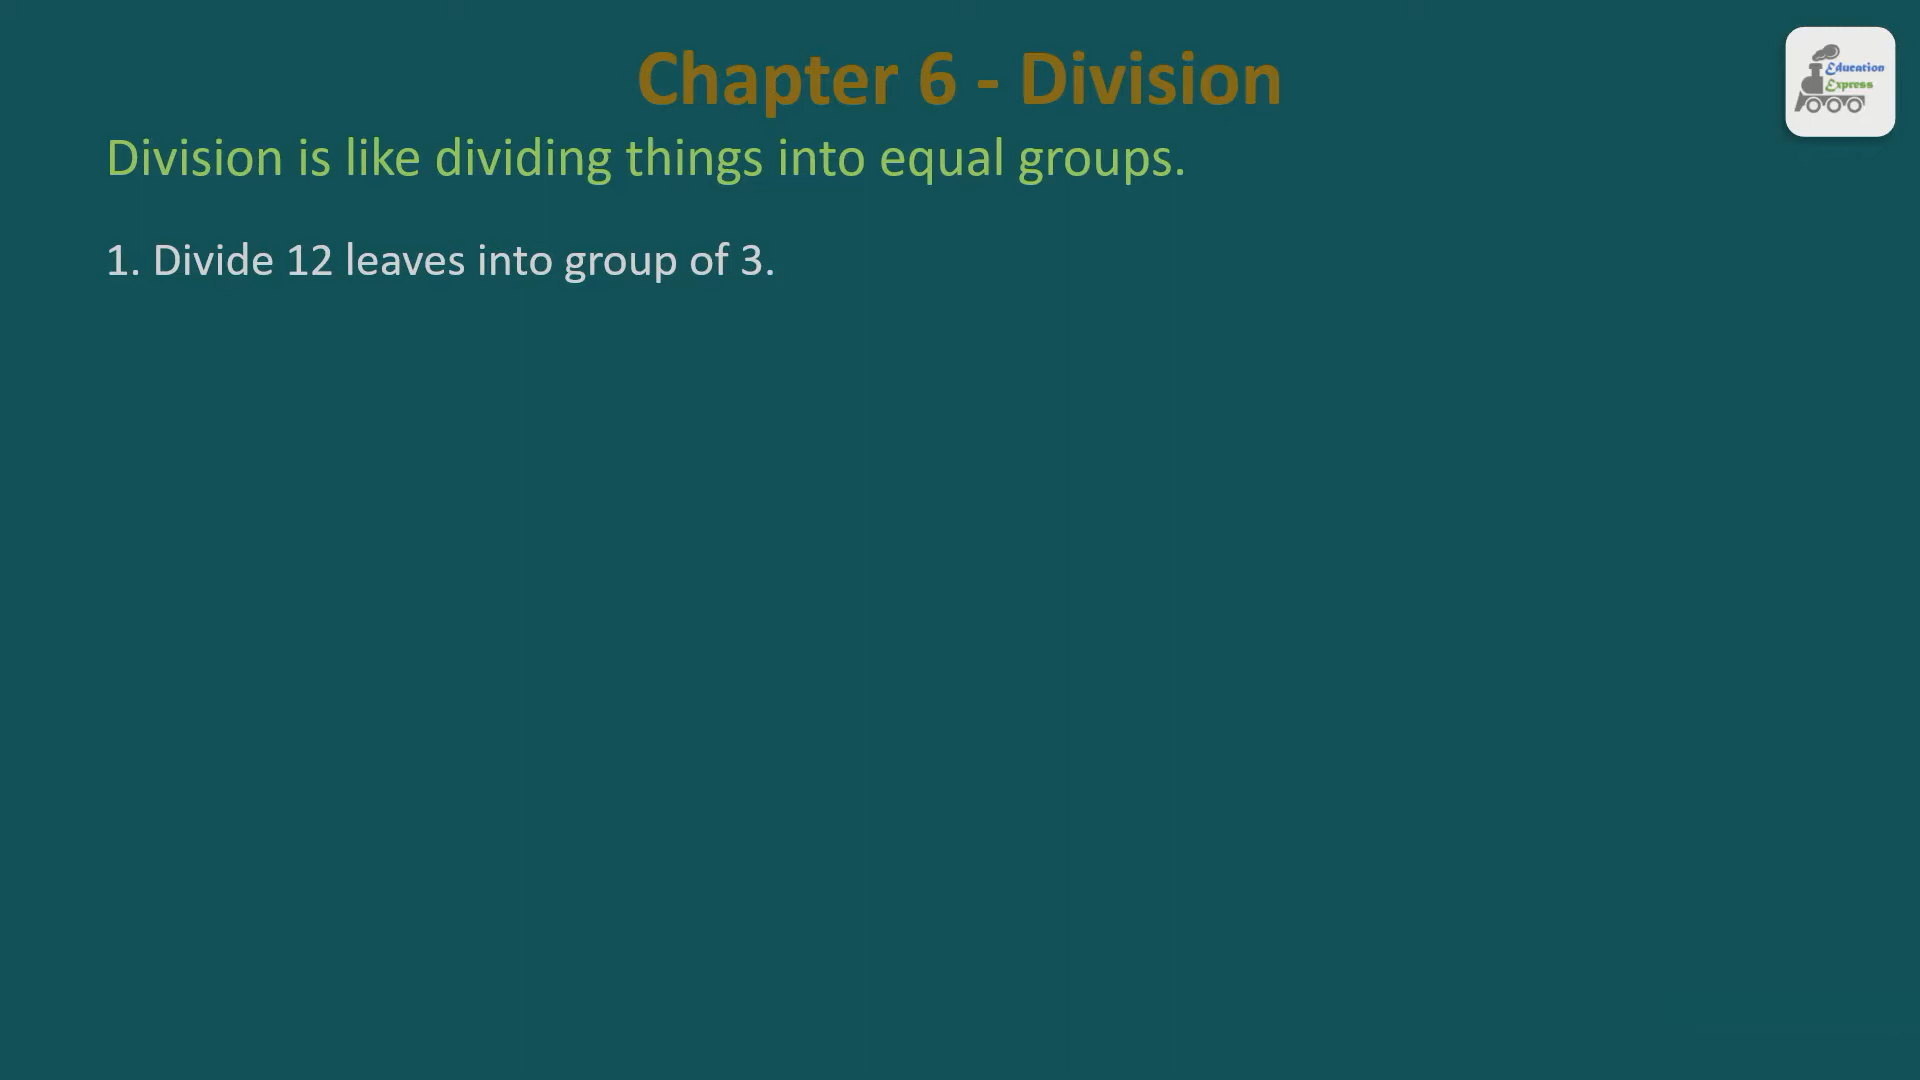 Chapter 6 - Division
Education
Express
Division is like dividing things into equal groups.
1. Divide 12 leaves into group of 3.